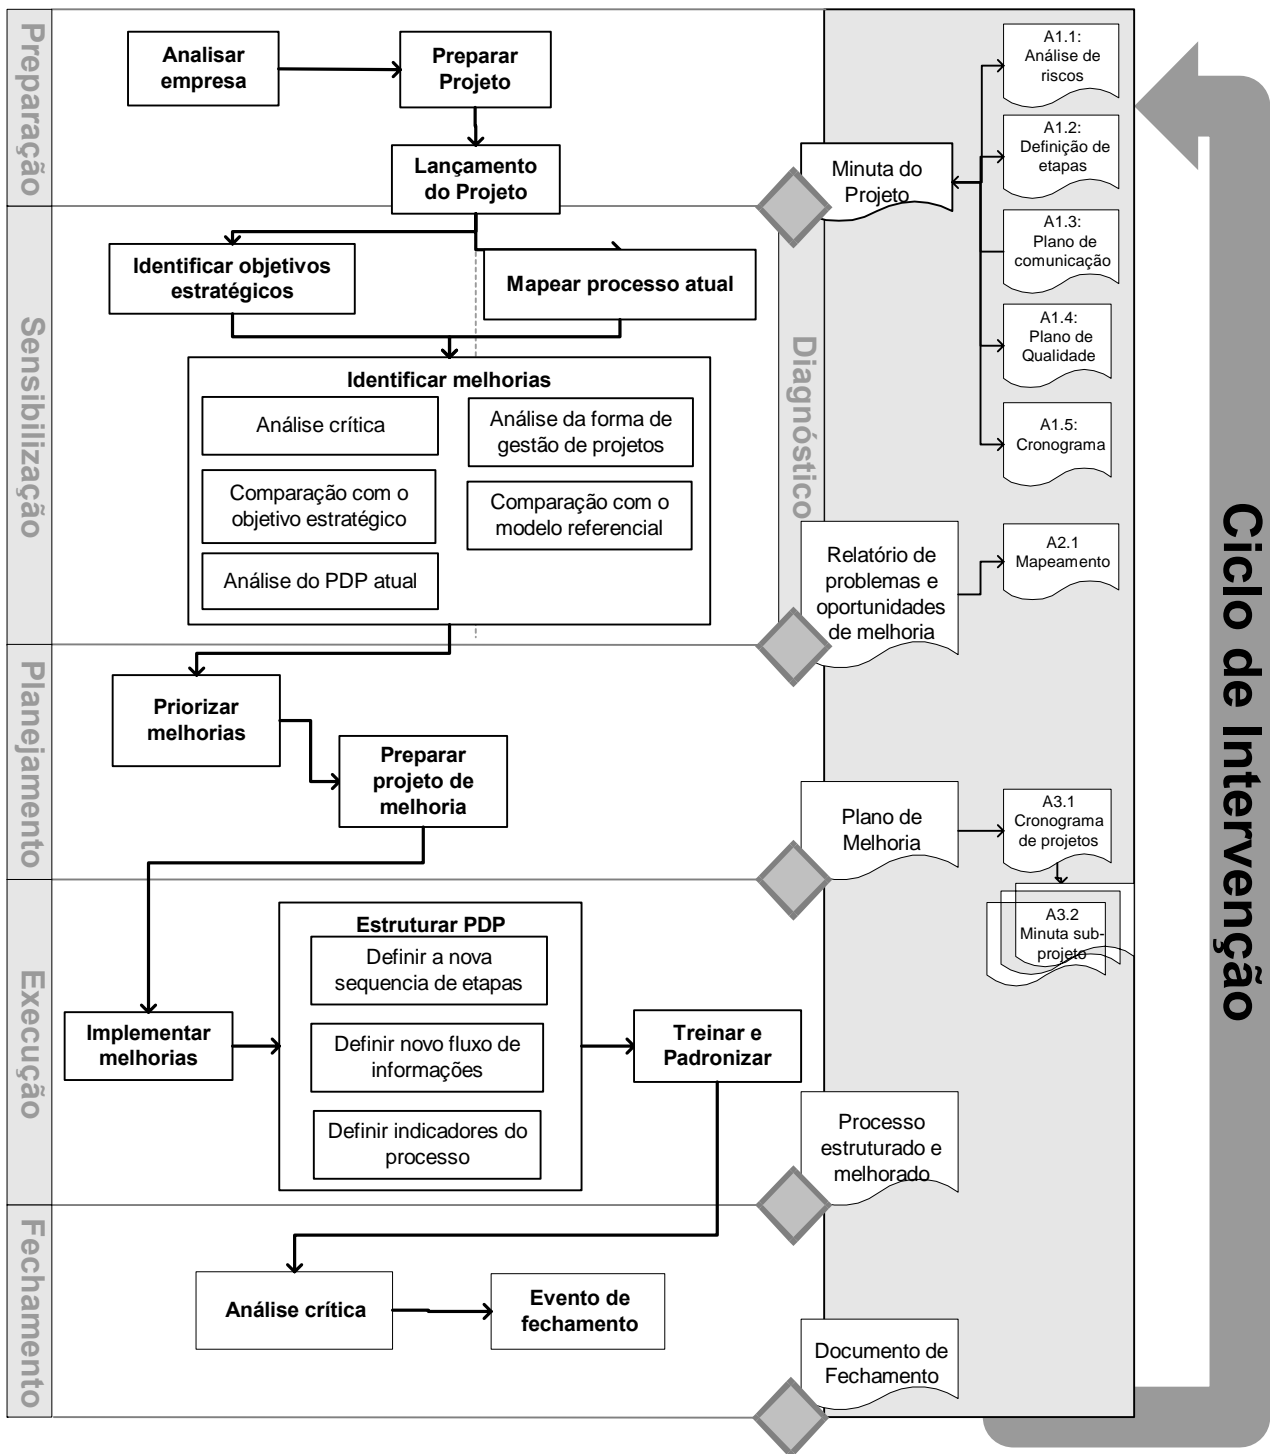 Preparação
Analisar
empresa
Preparar
Projeto
Lançamento
do Projeto
Minuta do
Projeto
A1.1:
Análise de
riscos
A1.2:
Definição de
etapas
A1.3:
Plano de
comunicação
A1.4:
Plano de
Qualidade
A1.5:
Cronograma
Sensibilização
Identificar objetivos
estratégicos
Mapear processo atual
Identificar melhorias
Análise crítica
Análise da forma de
gestão de projetos
Comparação com o
objetivo estratégico
Comparação com o
modelo referencial
Análise do PDP atual
Diagnóstico
Relatório de
problemas e
oportunidades
de melhoria
A2.1
Mapeamento
Planejamento
Priorizar
melhorias
Preparar
projeto de
melhoria
Plano de
Melhoria
A3.1
Cronograma
de projetos
A3.2
Minuta sub-
projeto
Execução
Implementar
melhorias
Estruturar PDP
Definir a nova
sequencia de etapas
Definir novo fluxo de
informações
Definir indicadores do
processo
Treinar e
Padronizar
Processo
estruturado e
melhorado
Fechamento
Análise crítica
Evento de
fechamento
Documento de
Fechamento
Ciclo de Intervenção